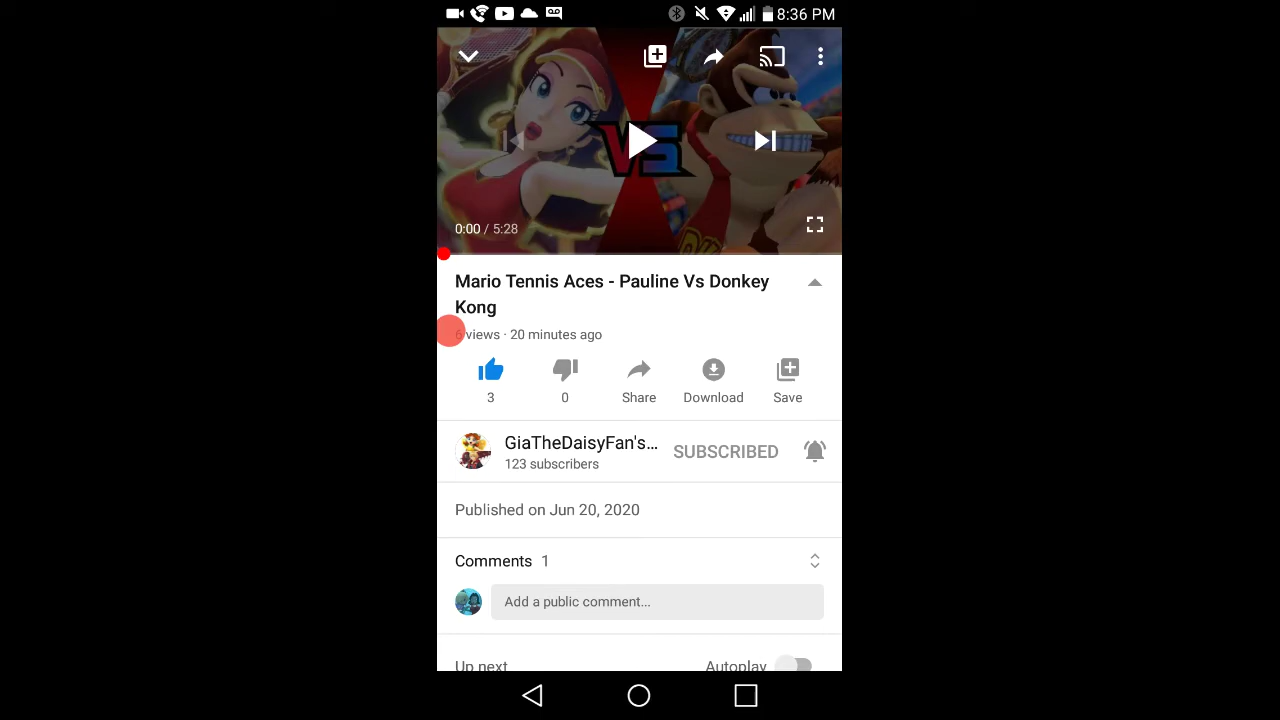 8:36 PM
VS
0:00 / 5:28
Mario Tennis Aces - Pauline Vs Donkey
Kong
6 views · 20 minutes ago
3
0
Share
Download
Save
GiaTheDaisyFan's...
SUBSCRIBED
123 subscribers
Published on Jun 20, 2020
Comments 1
Add a public comment...
Up next
Autoplay